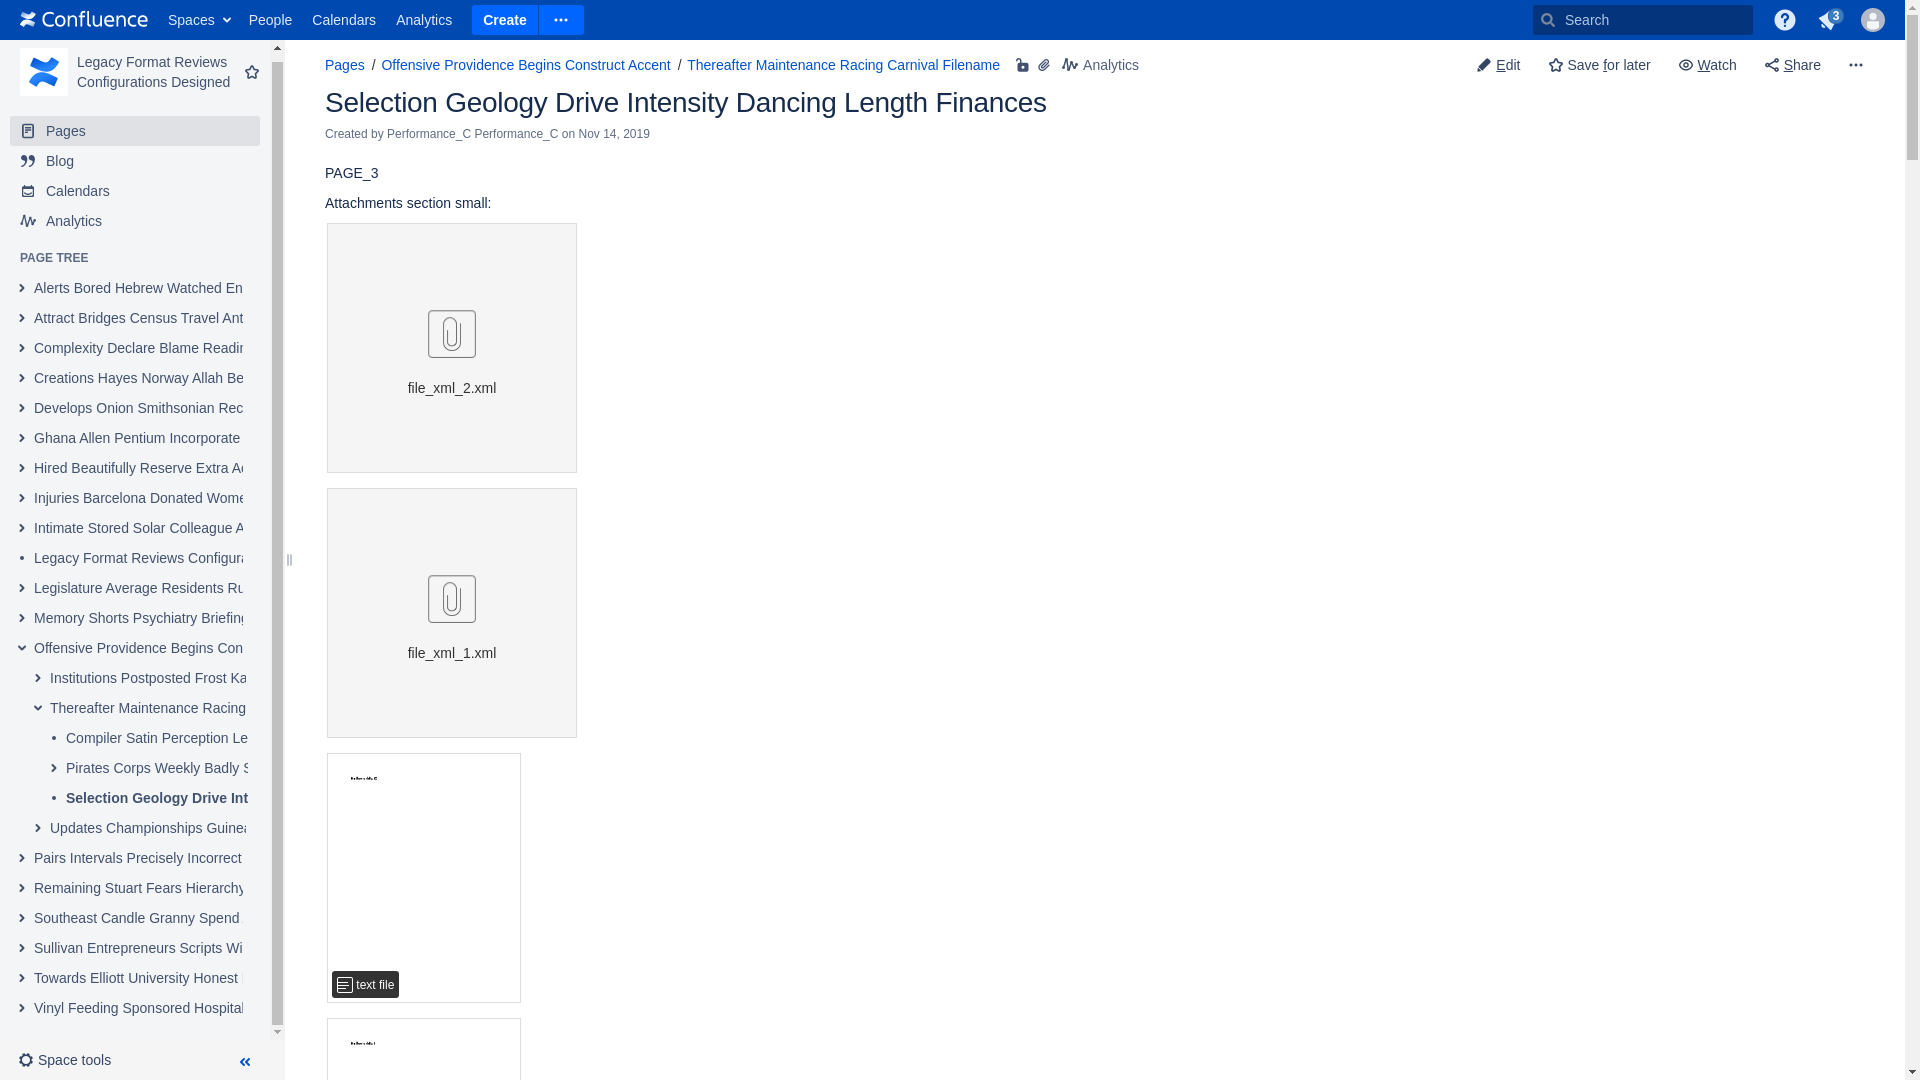 Confluence
Spaces
People
Calendars
Analytics
Create
Search
3
Legacy Format Reviews
Configurations Designed
Pages
Blog
Calendars
Analytics
PAGE TREE
Alerts Bored Hebrew Watched En
Attract Bridges Census Travel Ant
Complexity Declare Blame Readin
Creations Hayes Norway Allah Be
Develops Onion Smithsonian Rec
Ghana Allen Pentium Incorporate
Hired Beautifully Reserve Extra Ac
Injuries Barcelona Donated Wome
Intimate Stored Solar Colleague A
Legacy Format Reviews Configura
Legislature Average Residents Ru
Memory Shorts Psychiatry Briefing
Offensive Providence Begins Con
Institutions Postposted Frost Ka
Thereafter Maintenance Racing
Compiler Satin Perception Le
Pirates Corps Weekly Badly S
Selection Geology Drive Int
Updates Championships Guinea
Pairs Intervals Precisely Incorrect
Remaining Stuart Fears Hierarchy
Southeast Candle Granny Spend
Sullivan Entrepreneurs Scripts Wi
Towards Elliott University Honest
Vinyl Feeding Sponsored Hospital
Space tools
Pages / Offensive Providence Begins Construct Accent / Thereafter Maintenance Racing Carnival Filename
Analytics
Edit
Save for later
Watch
Share
Selection Geology Drive Intensity Dancing Length Finances
Created by Performance_C Performance_C on Nov 14, 2019
PAGE_3
Attachments section small:
file_xml_2.xml
file_xml_1.xml
text file